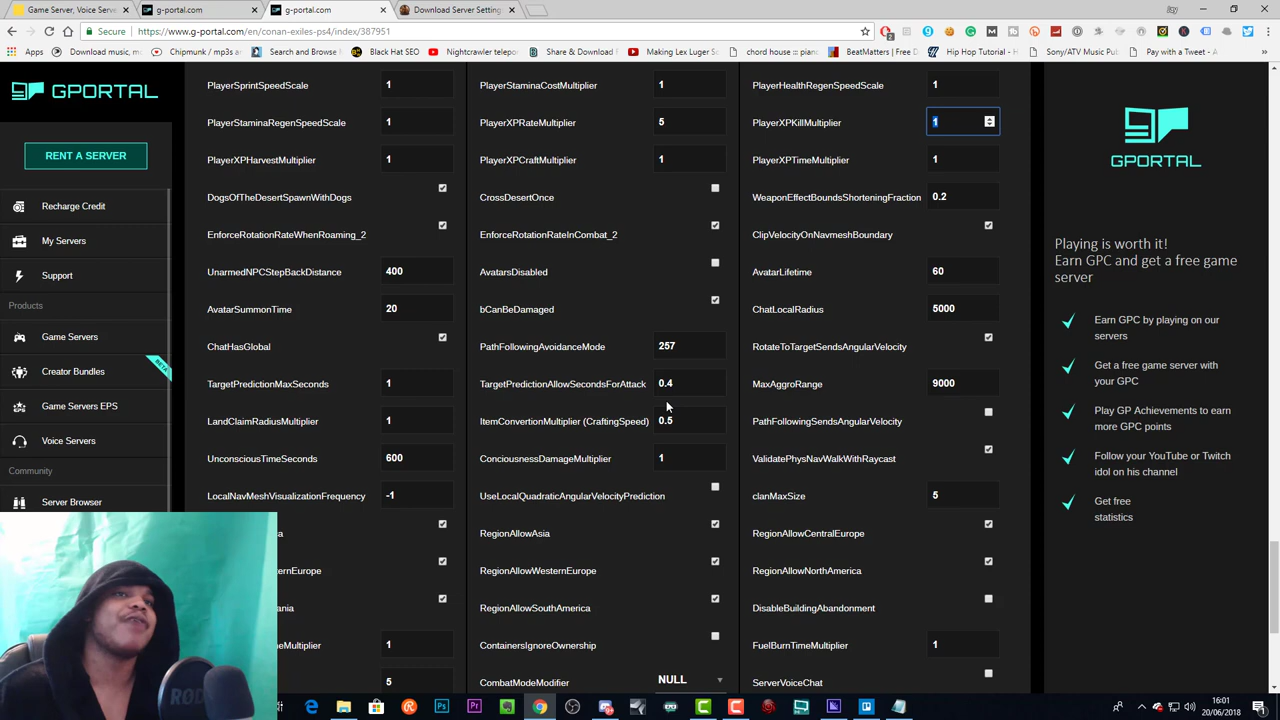 Game Server, Voice Serve
g-portal.com
g-portal.com
Download Server Setting
Secure
https://www.g-portal.com/en/conan-exiles-ps4/index/387951
Apps
Download music, m
Chipmunk / mp3 a
Search and Browse
Black Hat SEO
Nightcrawler telepor
Share & Download
Making Lex Luger So
chord house ::: pian
BeatMatters | Free D
Hip Hop Tutorial - H
Sony/ATV Music Pub
Pay with a Tweet - A
GPORTAL
RENT A SERVER
Recharge Credit
My Servers
Support
Products
Game Servers
Creator Bundles
BETA
Game Servers EPS
Voice Servers
Community
Server Browser
PlayerSprintSpeedScale 1 PlayerStaminaCostMultiplier 1 PlayerHealthRegenSpeedScale 1
PlayerStaminaRegenSpeedScale 1 PlayerXPRateMultiplier 5 PlayerXPKillMultiplier 1
PlayerXPHarvestMultiplier 1 PlayerXPCraftMultiplier 1 PlayerXPTimeMultiplier 1
DogsOfTheDesertSpawnWithDogs CrossDesertOnce WeaponEffectBoundsShorteningFraction 0.2
EnforceRotationRateWhenRoaming_2 EnforceRotationRateInCombat_2 ClipVelocityOnNavmeshBoundary
UnarmedNPCStepBackDistance 400 AvatarsDisabled AvatarLifetime 60
AvatarSummonTime 20 bCanBeDamaged ChatLocalRadius 5000
ChatHasGlobal PathFollowingAvoidanceMode 257 RotateToTargetSendsAngularVelocity
TargetPredictionMaxSeconds 1 TargetPredictionAllowSecondsForAttack 0.4 MaxAggroRange 9000
LandClaimRadiusMultiplier 1 ItemConvertionMultiplier (CraftingSpeed) 0.5 PathFollowingSendsAngularVelocity
UnconsciousTimeSeconds 600 ConciousnessDamageMultiplier 1 ValidatePhysNavWalkWithRaycast
LocalNavMeshVisualizationFrequency -1 UseLocalQuadraticAngularVelocityPrediction clanMaxSize 5
a RegionAllowAsia RegionAllowCentralEurope
ernEurope RegionAllowWesternEurope RegionAllowNorthAmerica
ania RegionAllowSouthAmerica DisableBuildingAbandonment
meMultiplier 1 ContainersIgnoreOwnership FuelBurnTimeMultiplier 1
5 CombatModeModifier NULL ServerVoiceChat
GPORTAL
Playing is worth it!
Earn GPC and get a free game
server
Earn GPC by playing on our
servers
Get a free game server with
your GPC
Play GP Achievements to earn
more GPC points
Follow your YouTube or Twitch
idol on his channel
Get free
statistics
RØDE
16:01
20/06/2018